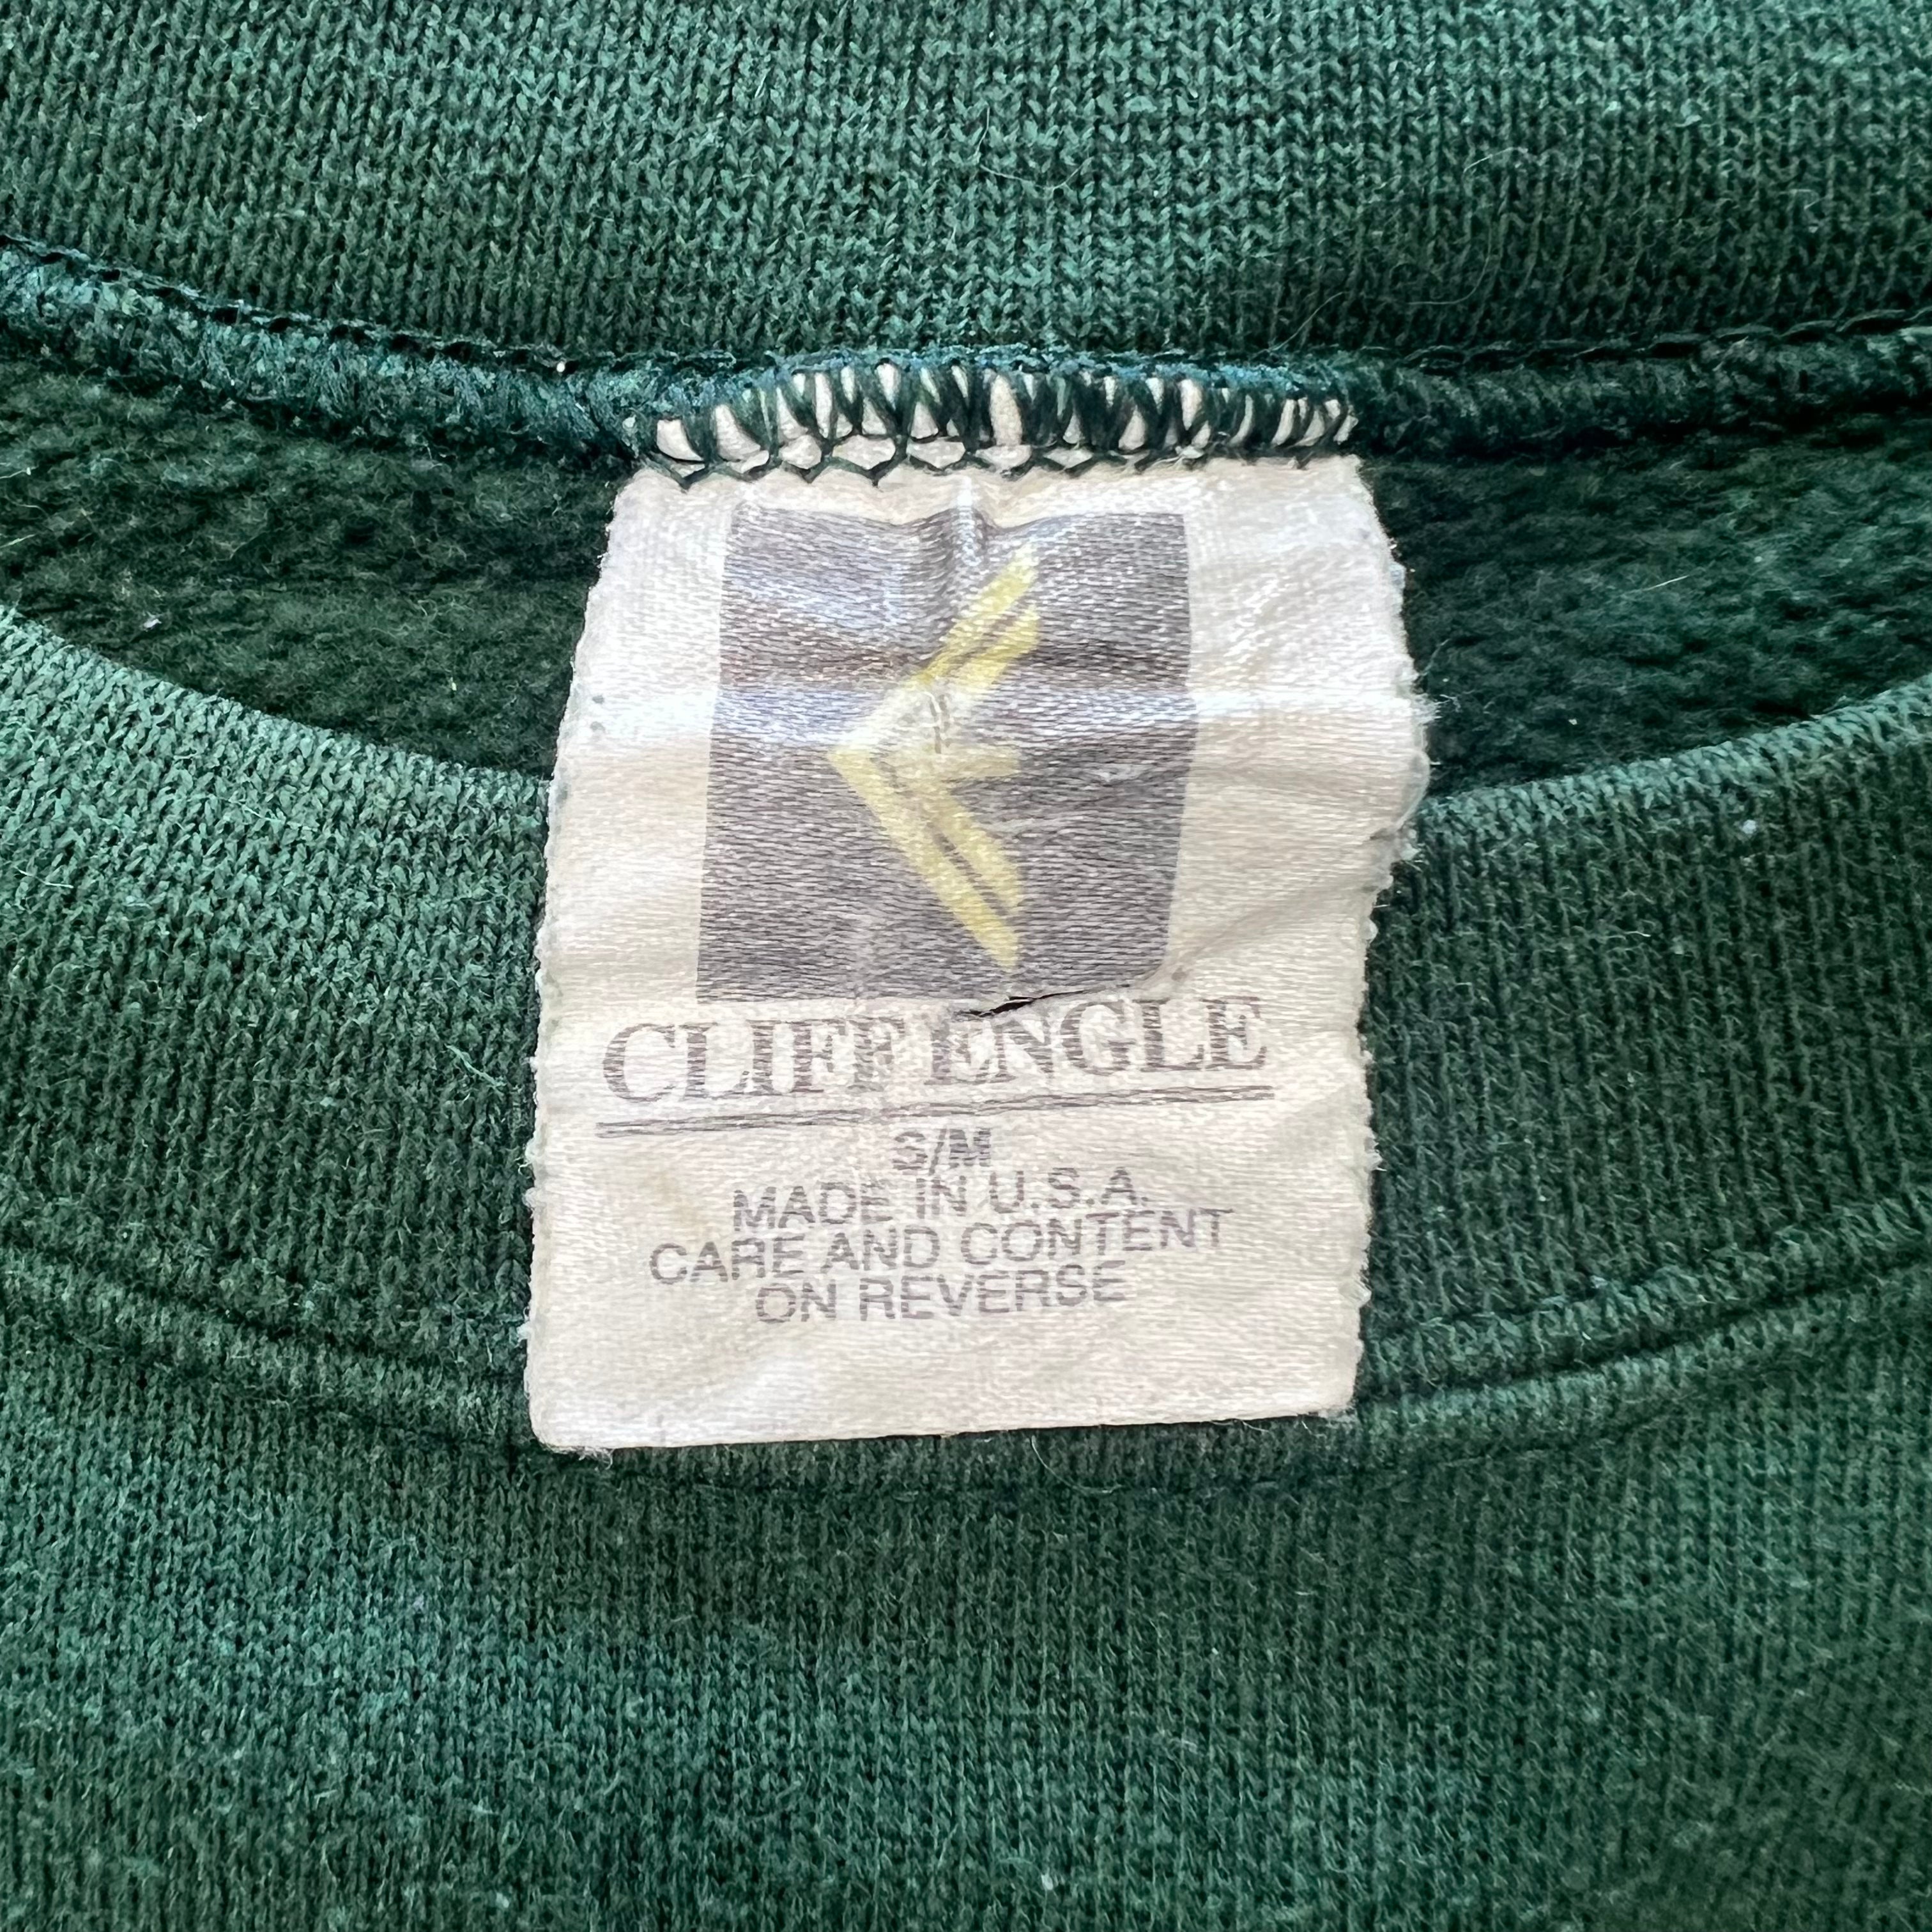 CLIFF ENGLE
S/M
MADE IN U.S.A.
CARE AND CONTENT
ON REVERSE